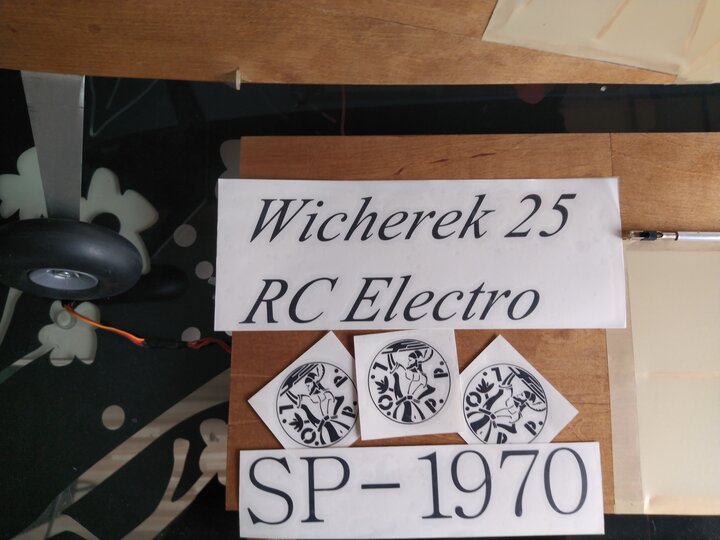 Wicherek 25
RC Electro
SP-1970